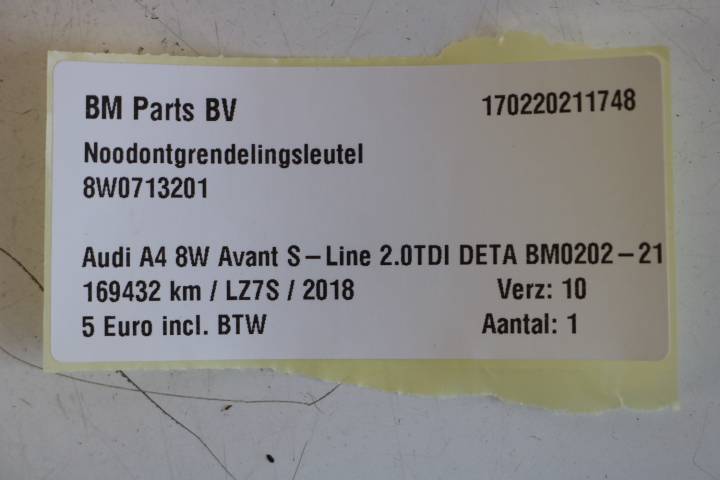 BM Parts BV 170220211748
Noodontgrendelingsleutel
8W0713201
Audi A4 8W Avant S-Line 2.0TDI DETA BM0202-21
169432 km / LZ7S / 2018 Verz: 10
5 Euro incl. BTW Aantal: 1